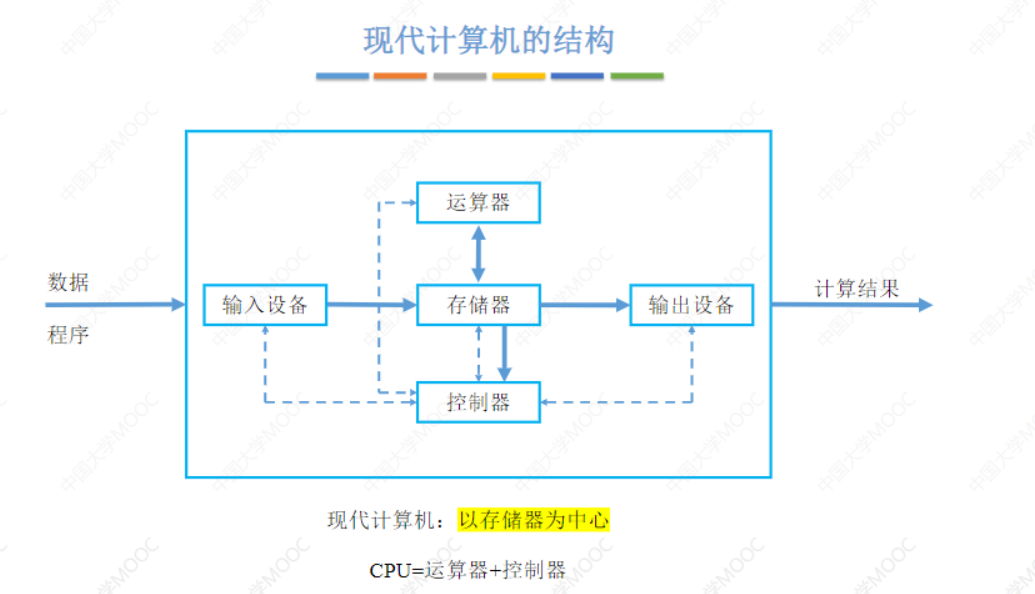 现代计算机的结构
运算器
数据
程序
输入设备
存储器
输出设备
计算结果
控制器
现代计算机：以存储器为中心
CPU=运算器+控制器
中国大学MOOC